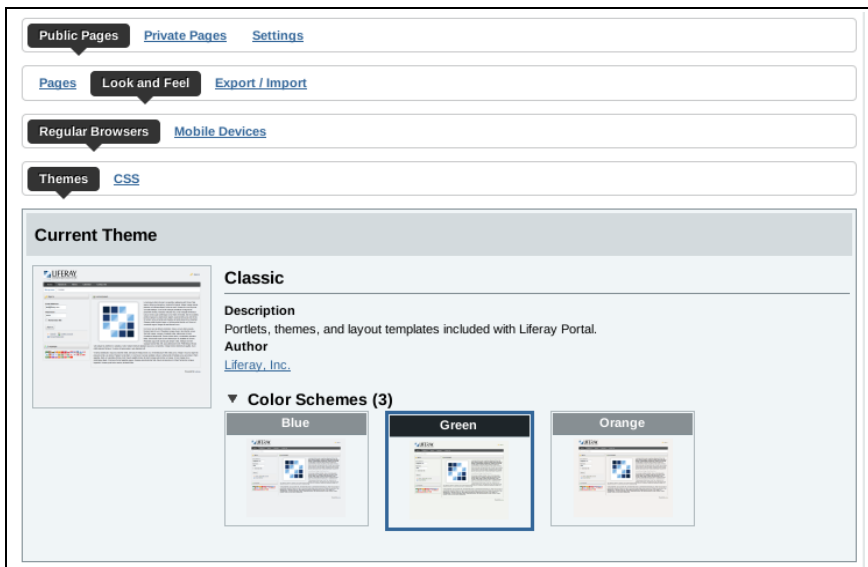 Public Pages Private Pages Settings
Pages Look and Feel Export / Import
Regular Browsers Mobile Devices
Themes CSS
Current Theme
LIFERAY
Classic
Description
Portlets, themes, and layout templates included with Liferay Portal.
Author
Liferay, Inc.
Color Schemes (3)
Blue Green Orange